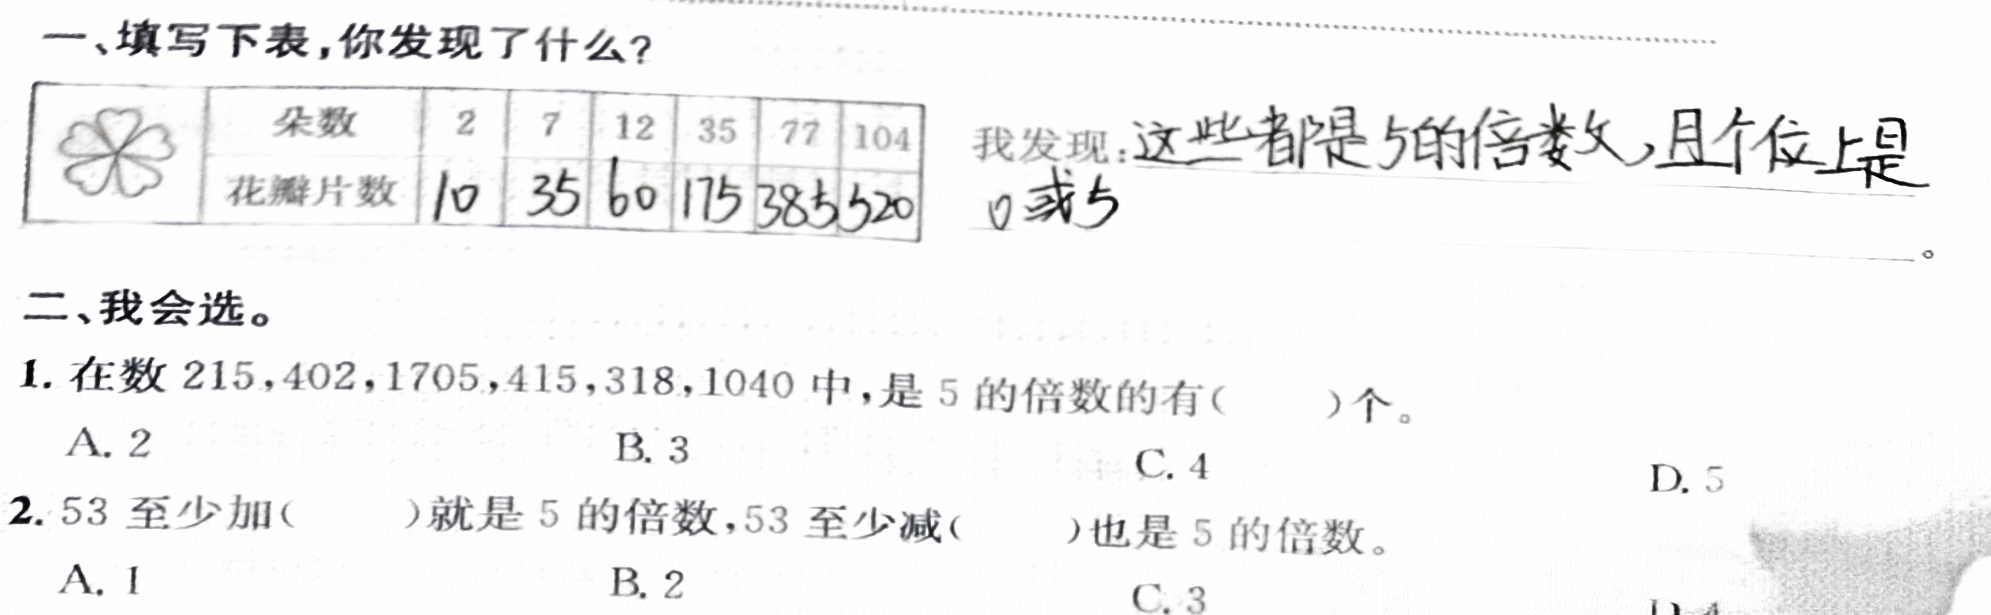 一、填写下表,你发现了什么?
朵数 2 7 12 35 77 104
花瓣片数 10 35 60 175 385 520
我发现:这些都是5的倍数,且个位上是
0或5
。
二、我会选。
1. 在数 215,402,1705,415,318,1040 中,是 5 的倍数的有( )个。
A. 2 B. 3 C. 4 D. 5
2. 53 至少加( )就是 5 的倍数,53 至少减( )也是 5 的倍数。
A. 1 B. 2 C. 3 D. 4